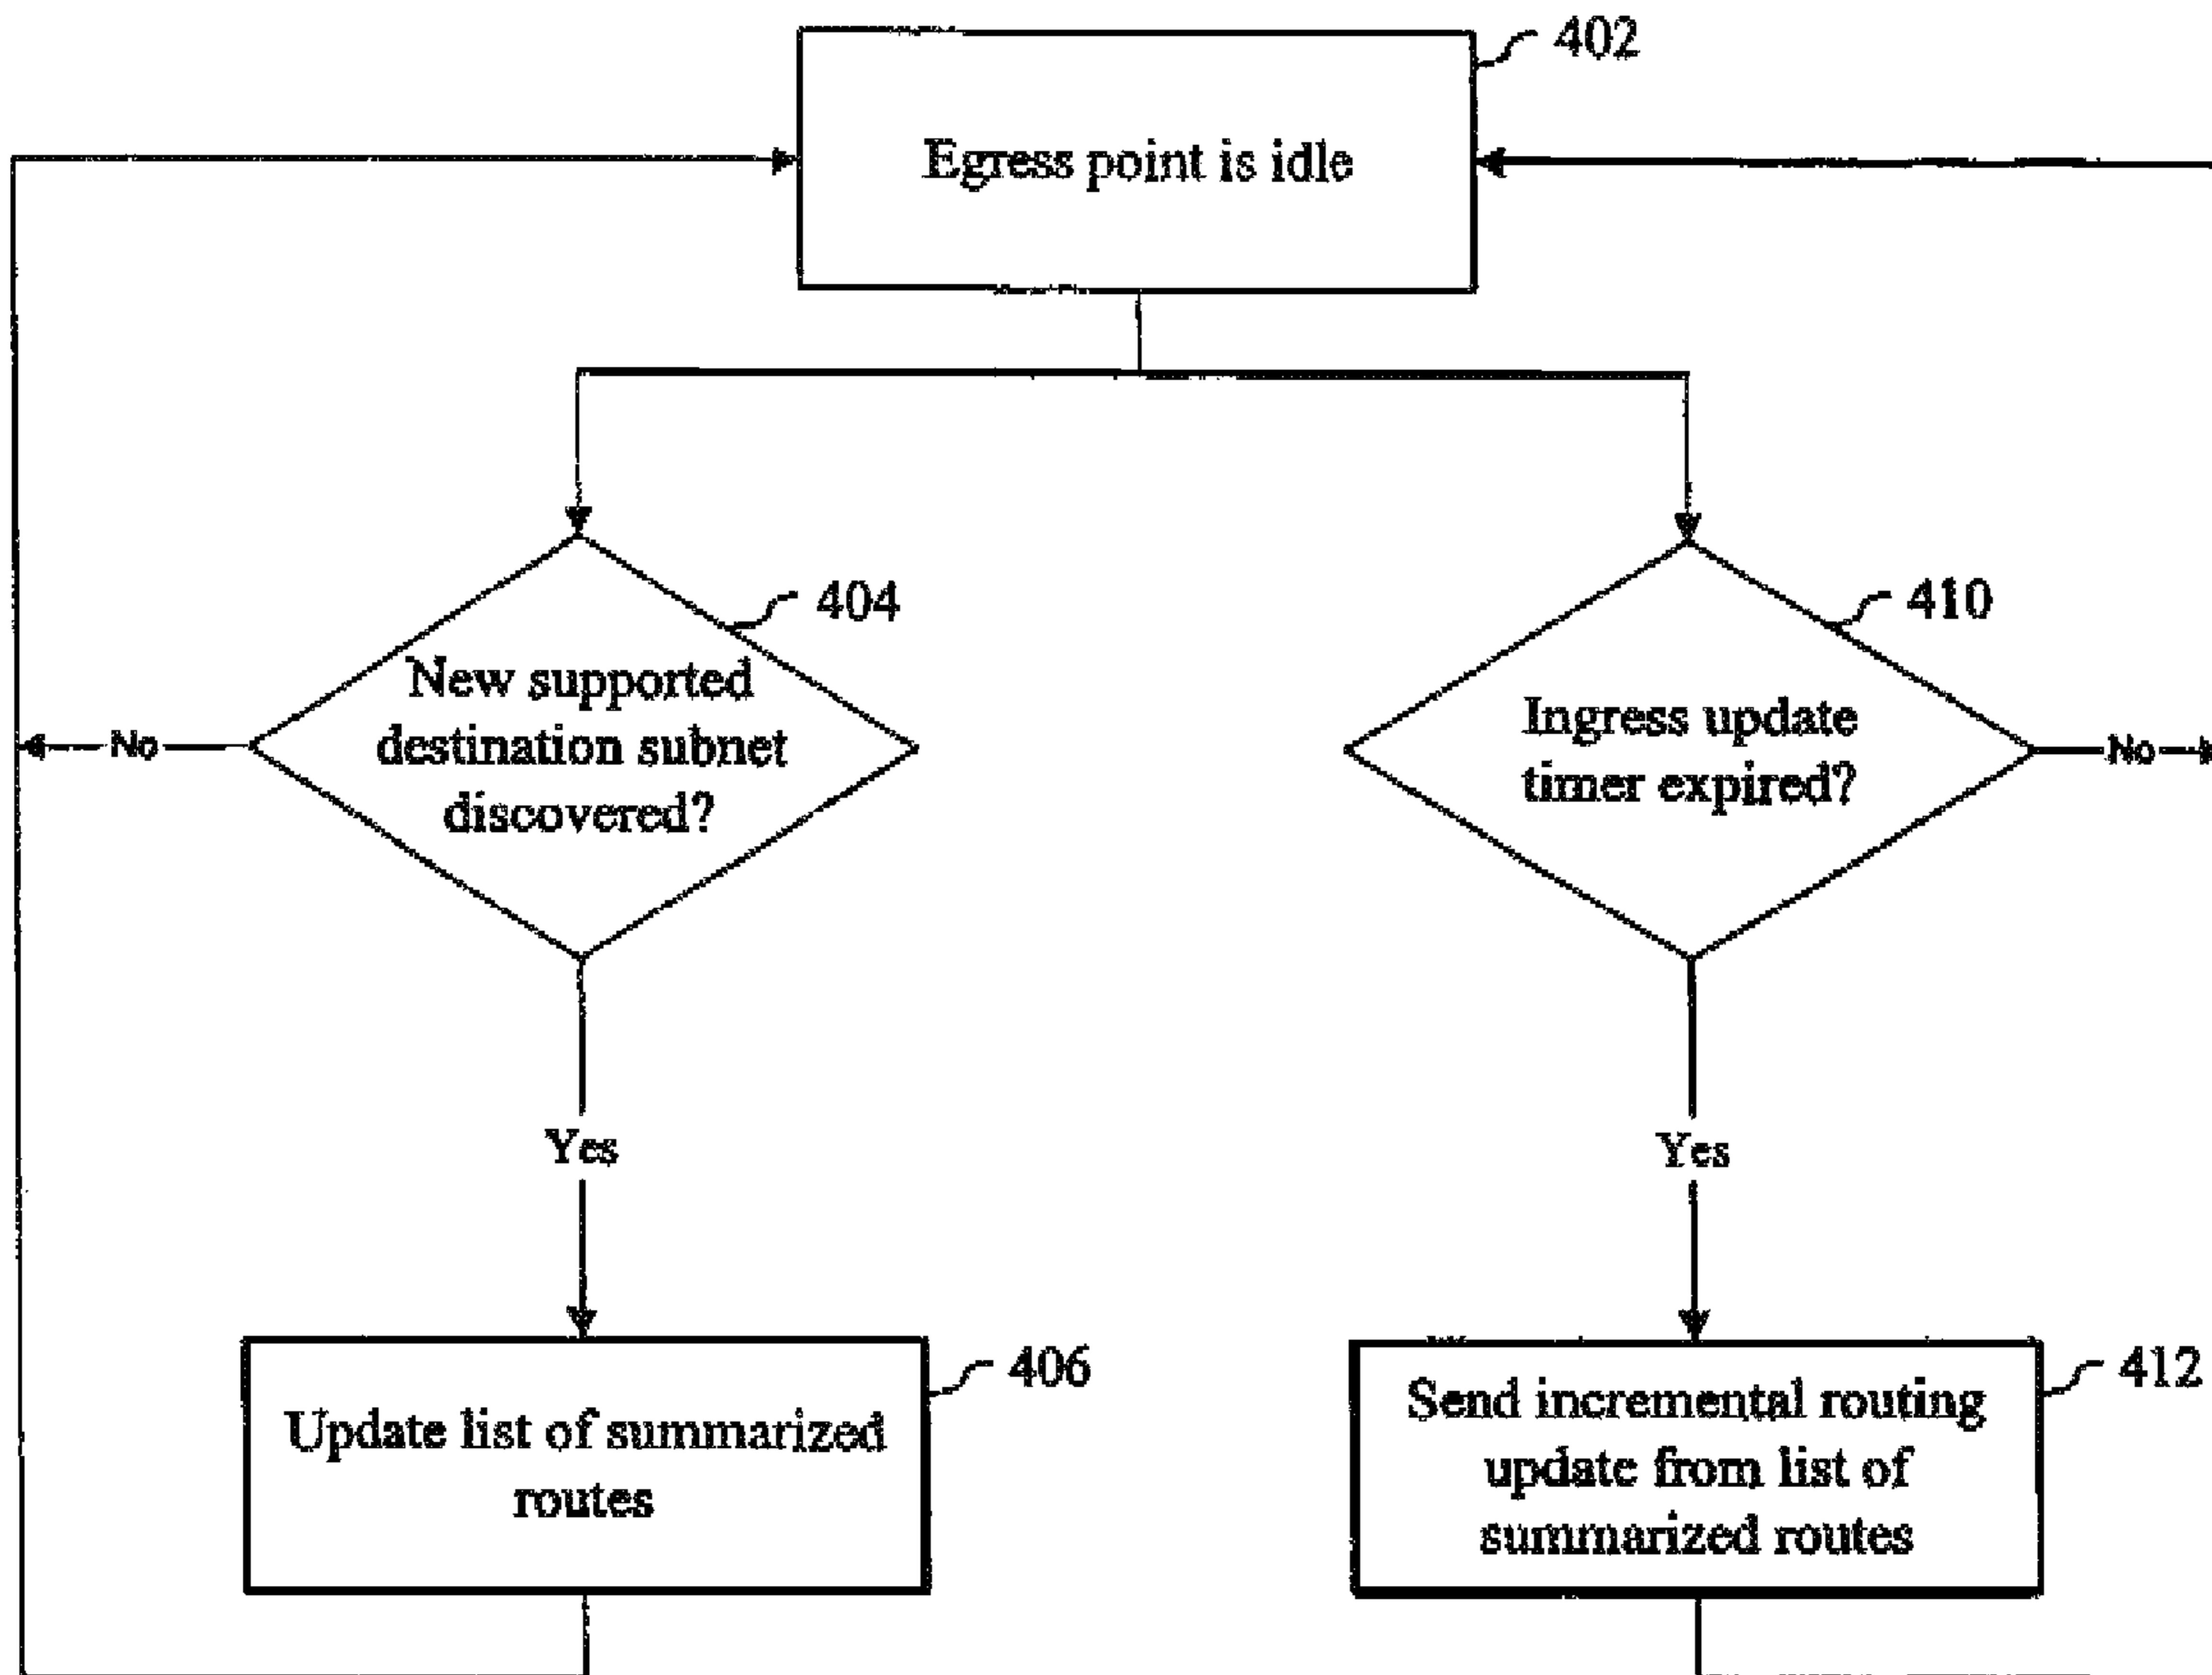 402
Egress point is idle
404
New supported
destination subnet
discovered?
No
410
Ingress update
timer expired?
No
Yes
Yes
406
Update list of summarized
routes
412
Send incremental routing
update from list of
summarized routes